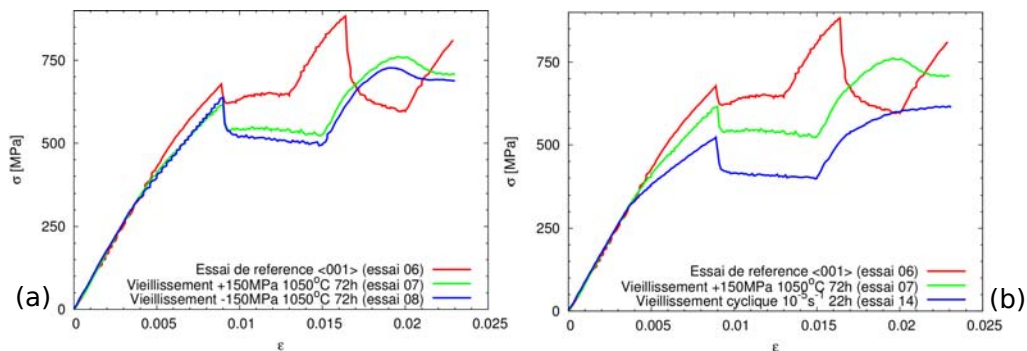 σ [MPa]
750
500
250
0
0
0.005
0.01
0.015
0.02
0.025
ε
Essai de reference <001> (essai 06)
Vieillissement +150MPa 1050°C 72h (essai 07)
Vieillissement -150MPa 1050°C 72h (essai 08)
(a)
σ [MPa]
750
500
250
0
0
0.005
0.01
0.015
0.02
0.025
ε
Essai de reference <001> (essai 06)
Vieillissement +150MPa 1050°C 72h (essai 07)
Vieillissement cyclique 10⁻⁵s⁻¹ 22h (essai 14)
(b)